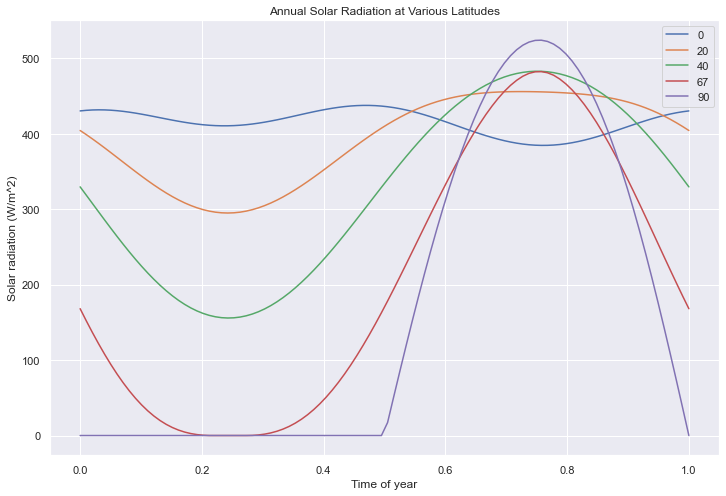 Annual Solar Radiation at Various Latitudes
0
20
40
67
90
500
400
300
200
100
0
Solar radiation (W/m^2)
0.0 0.2 0.4 0.6 0.8 1.0
Time of year